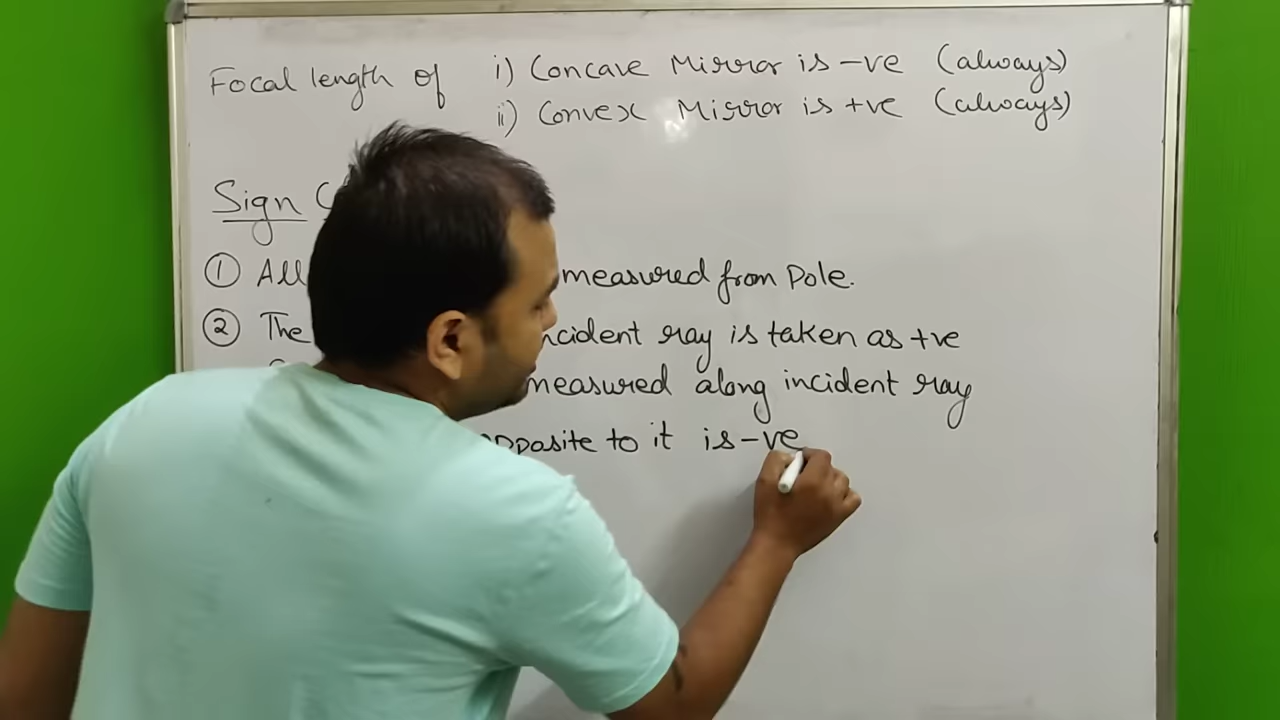 Focal length of i) Concave Mirror is -ve (always)
ii) Convex Mirror is +ve (always)
Sign
① All measured from Pole.
② The incident ray is taken as +ve
measured along incident ray
opposite to it is -ve